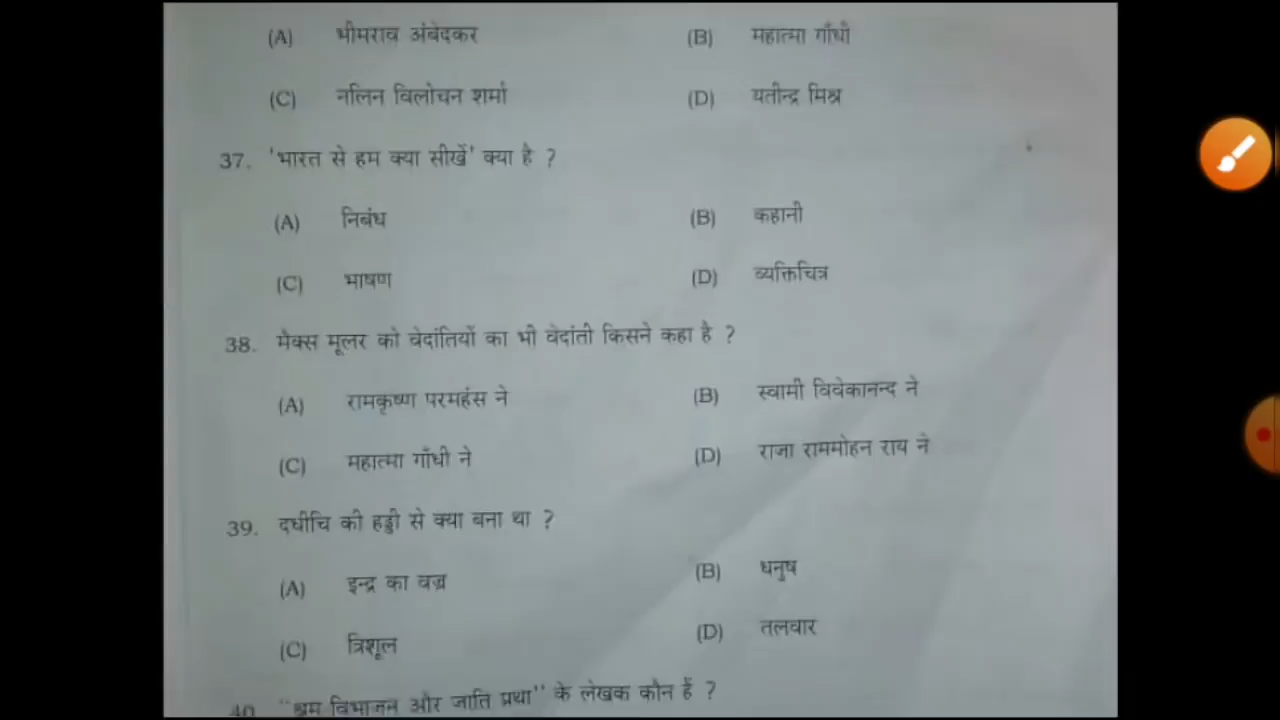 (A) भीमराव अंबेदकर (B) महात्मा गाँधी
(C) नलिन विलोचन शर्मा (D) यतीन्द्र मिश्र
37. 'भारत से हम क्या सीखें' क्या है ?
(A) निबंध (B) कहानी
(C) भाषण (D) व्यक्तिचित्र
38. मैक्स मूलर को वेदांतियों का भी वेदांती किसने कहा है ?
(A) रामकृष्ण परमहंस ने (B) स्वामी विवेकानन्द ने
(C) महात्मा गाँधी ने (D) राजा राममोहन राय ने
39. दधीचि की हड्डी से क्या बना था ?
(A) इन्द्र का वज्र (B) धनुष
(C) त्रिशूल (D) तलवार
40. "श्रम विभाजन और जाति प्रथा" के लेखक कौन हैं ?